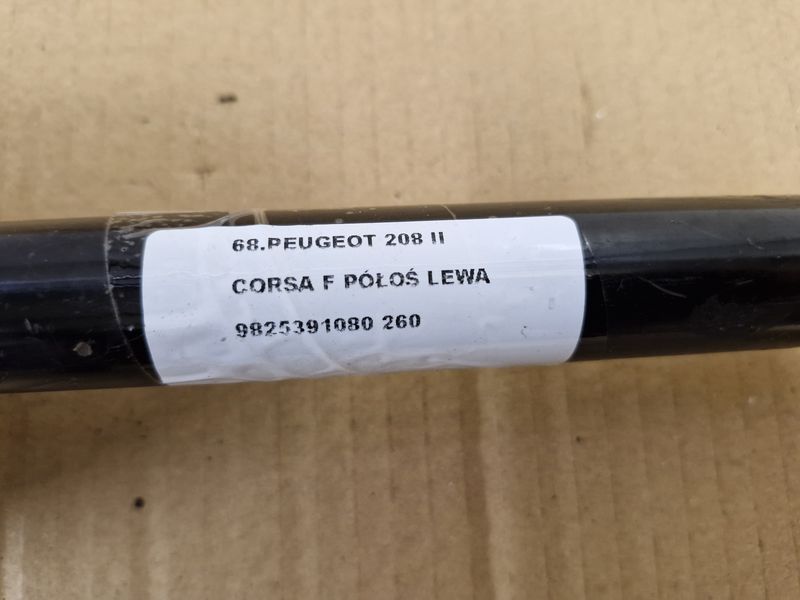 68.PEUGEOT 208 II
CORSA F PÓŁOŚ LEWA
9825391080 260